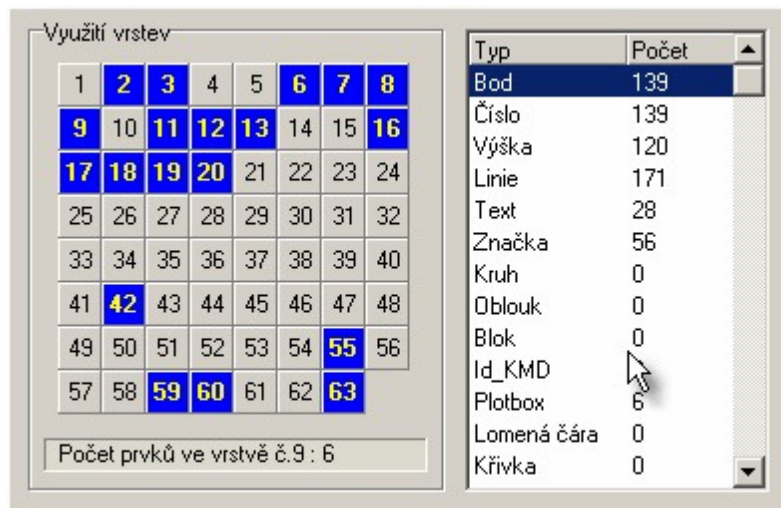 Využití vrstev
1 2 3 4 5 6 7 8
9 10 11 12 13 14 15 16
17 18 19 20 21 22 23 24
25 26 27 28 29 30 31 32
33 34 35 36 37 38 39 40
41 42 43 44 45 46 47 48
49 50 51 52 53 54 55 56
57 58 59 60 61 62 63
Počet prvků ve vrstvě č.9 : 6
Typ Počet
Bod 139
Číslo 139
Výška 120
Linie 171
Text 28
Značka 56
Kruh 0
Oblouk 0
Blok 0
Id_KMD
Plotbox 6
Lomená čára 0
Křivka 0